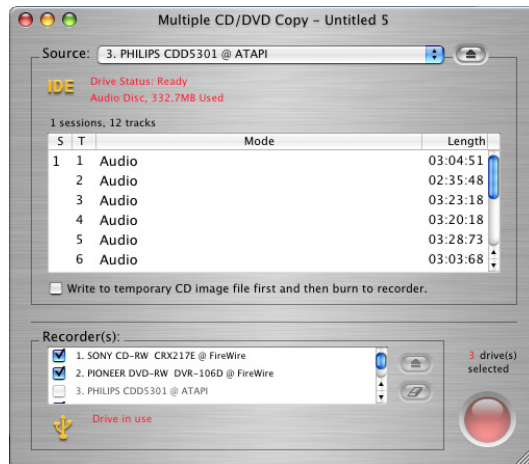 Multiple CD/DVD Copy – Untitled 5
Source: 3. PHILIPS CDD5301 @ ATAPI
IDE
Drive Status: Ready
Audio Disc, 332.7MB Used
1 sessions, 12 tracks
S T Mode Length
1 1 Audio 03:04:51
2 Audio 02:35:48
3 Audio 03:23:18
4 Audio 03:20:18
5 Audio 03:28:73
6 Audio 03:03:68
Write to temporary CD image file first and then burn to recorder.
Recorder(s):
1. SONY CD-RW CRX217E @ FireWire
2. PIONEER DVD-RW DVR-106D @ FireWire
3. PHILIPS CDD5301 @ ATAPI
3 drive(s)
selected
Drive in use